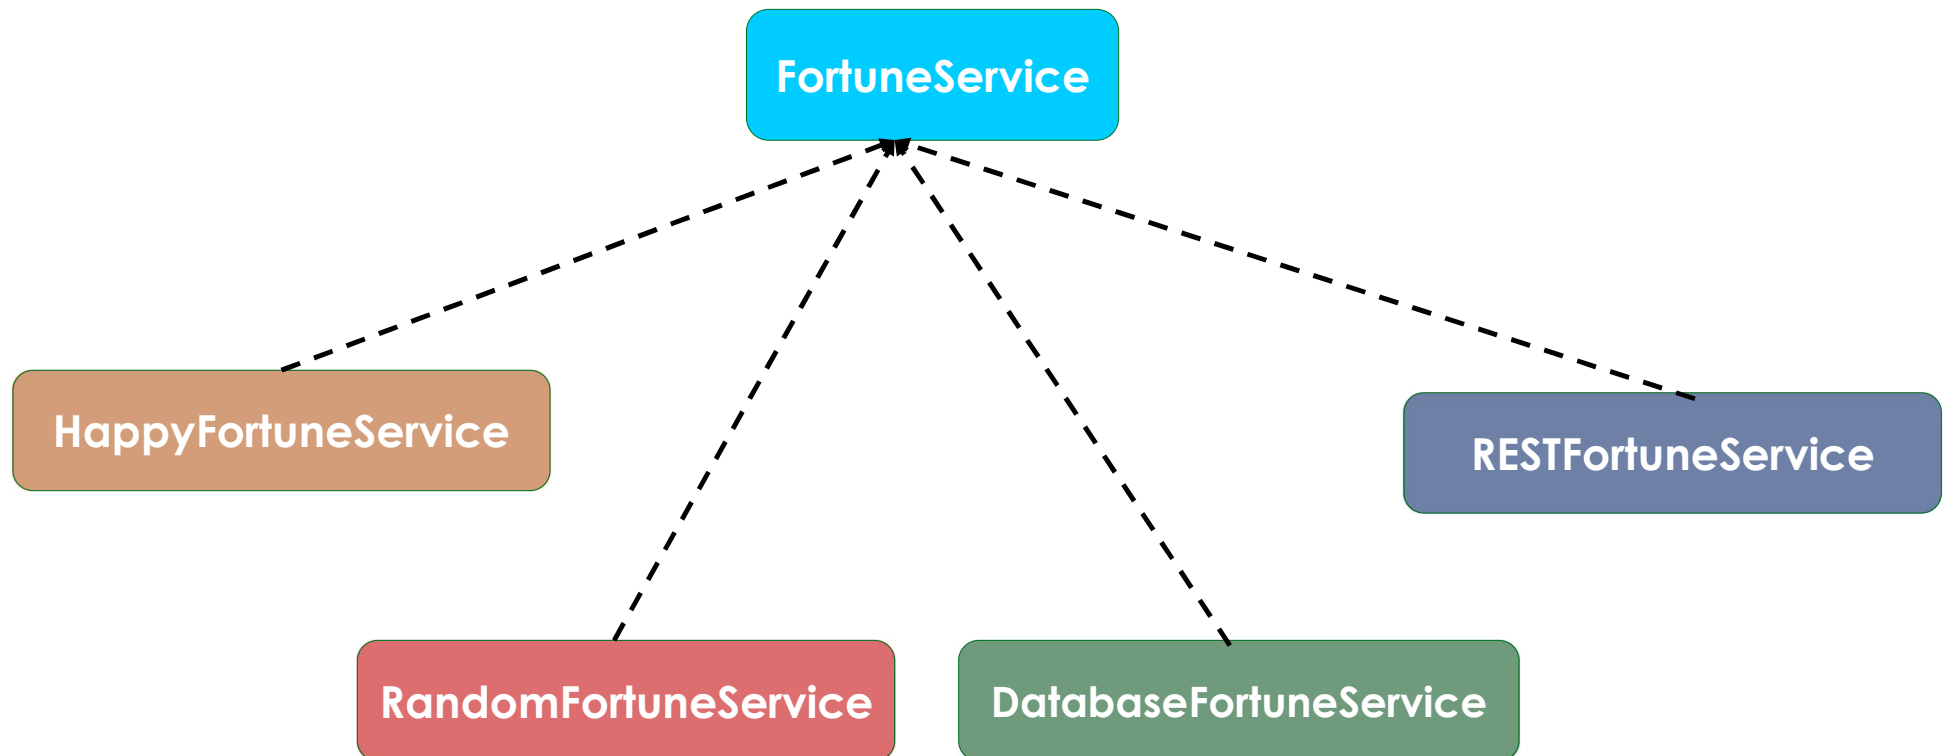 FortuneService
HappyFortuneService
RESTFortuneService
RandomFortuneService
DatabaseFortuneService